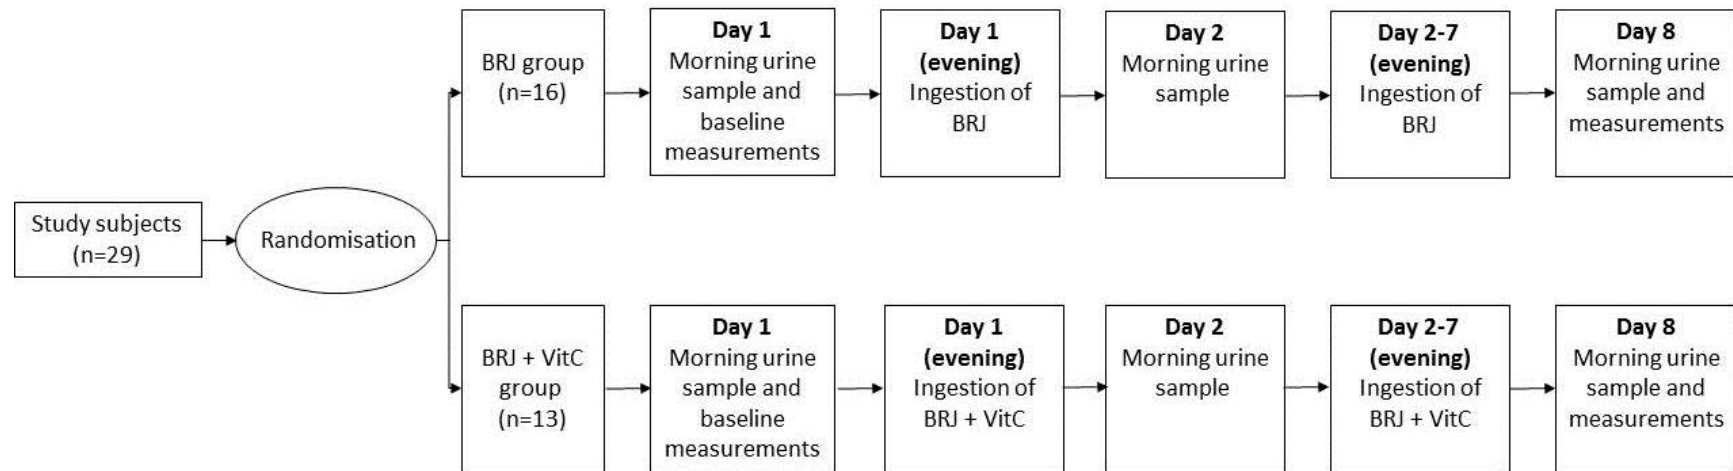 Study subjects
(n=29)
Randomisation
BRJ group
(n=16)
Day 1
Morning urine
sample and
baseline
measurements
Day 1
(evening)
Ingestion of
BRJ
Day 2
Morning urine
sample
Day 2-7
(evening)
Ingestion of
BRJ
Day 8
Morning urine
sample and
measurements
BRJ + VitC
group
(n=13)
Day 1
Morning urine
sample and
baseline
measurements
Day 1
(evening)
Ingestion of
BRJ + VitC
Day 2
Morning urine
sample
Day 2-7
(evening)
Ingestion of
BRJ + VitC
Day 8
Morning urine
sample and
measurements